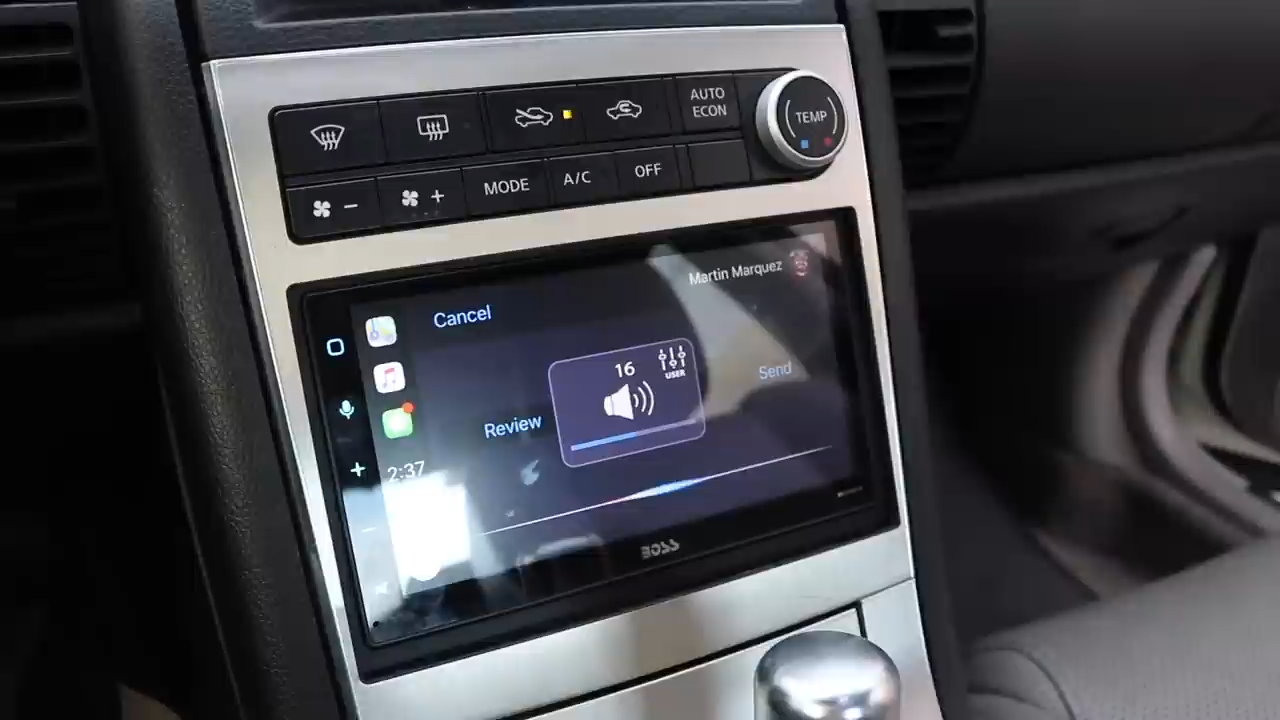 AUTO
ECON
TEMP
MODE
A/C
OFF
Martin Marquez
Cancel
16
USER
Send
Review
2:37
BOSS